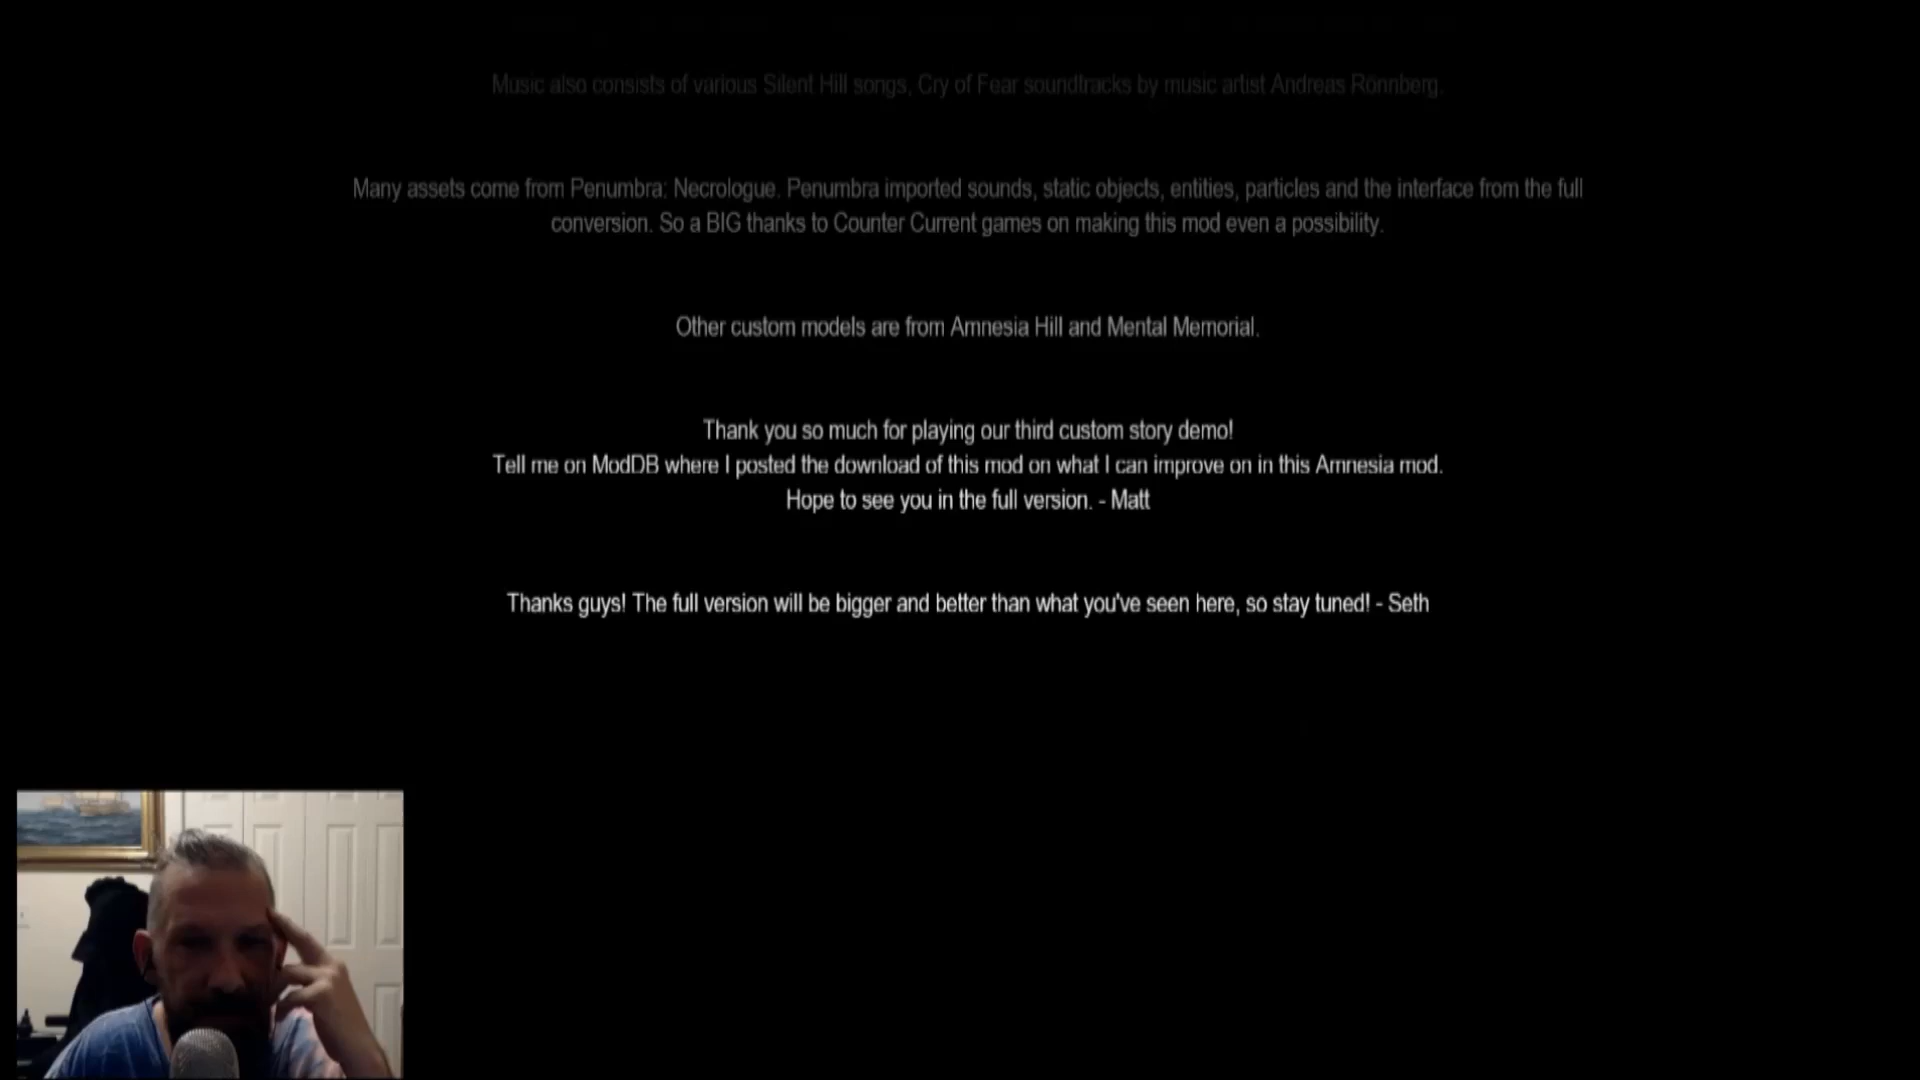 Music also consists of various Silent Hill songs, Cry of Fear soundtracks by music artist Andreas Rönnberg.
Many assets come from Penumbra: Necrologue. Penumbra imported sounds, static objects, entities, particles and the interface from the full
conversion. So a BIG thanks to Counter Current games on making this mod even a possibility.
Other custom models are from Amnesia Hill and Mental Memorial.
Thank you so much for playing our third custom story demo!
Tell me on ModDB where I posted the download of this mod on what I can improve on in this Amnesia mod.
Hope to see you in the full version. - Matt
Thanks guys! The full version will be bigger and better than what you've seen here, so stay tuned! - Seth